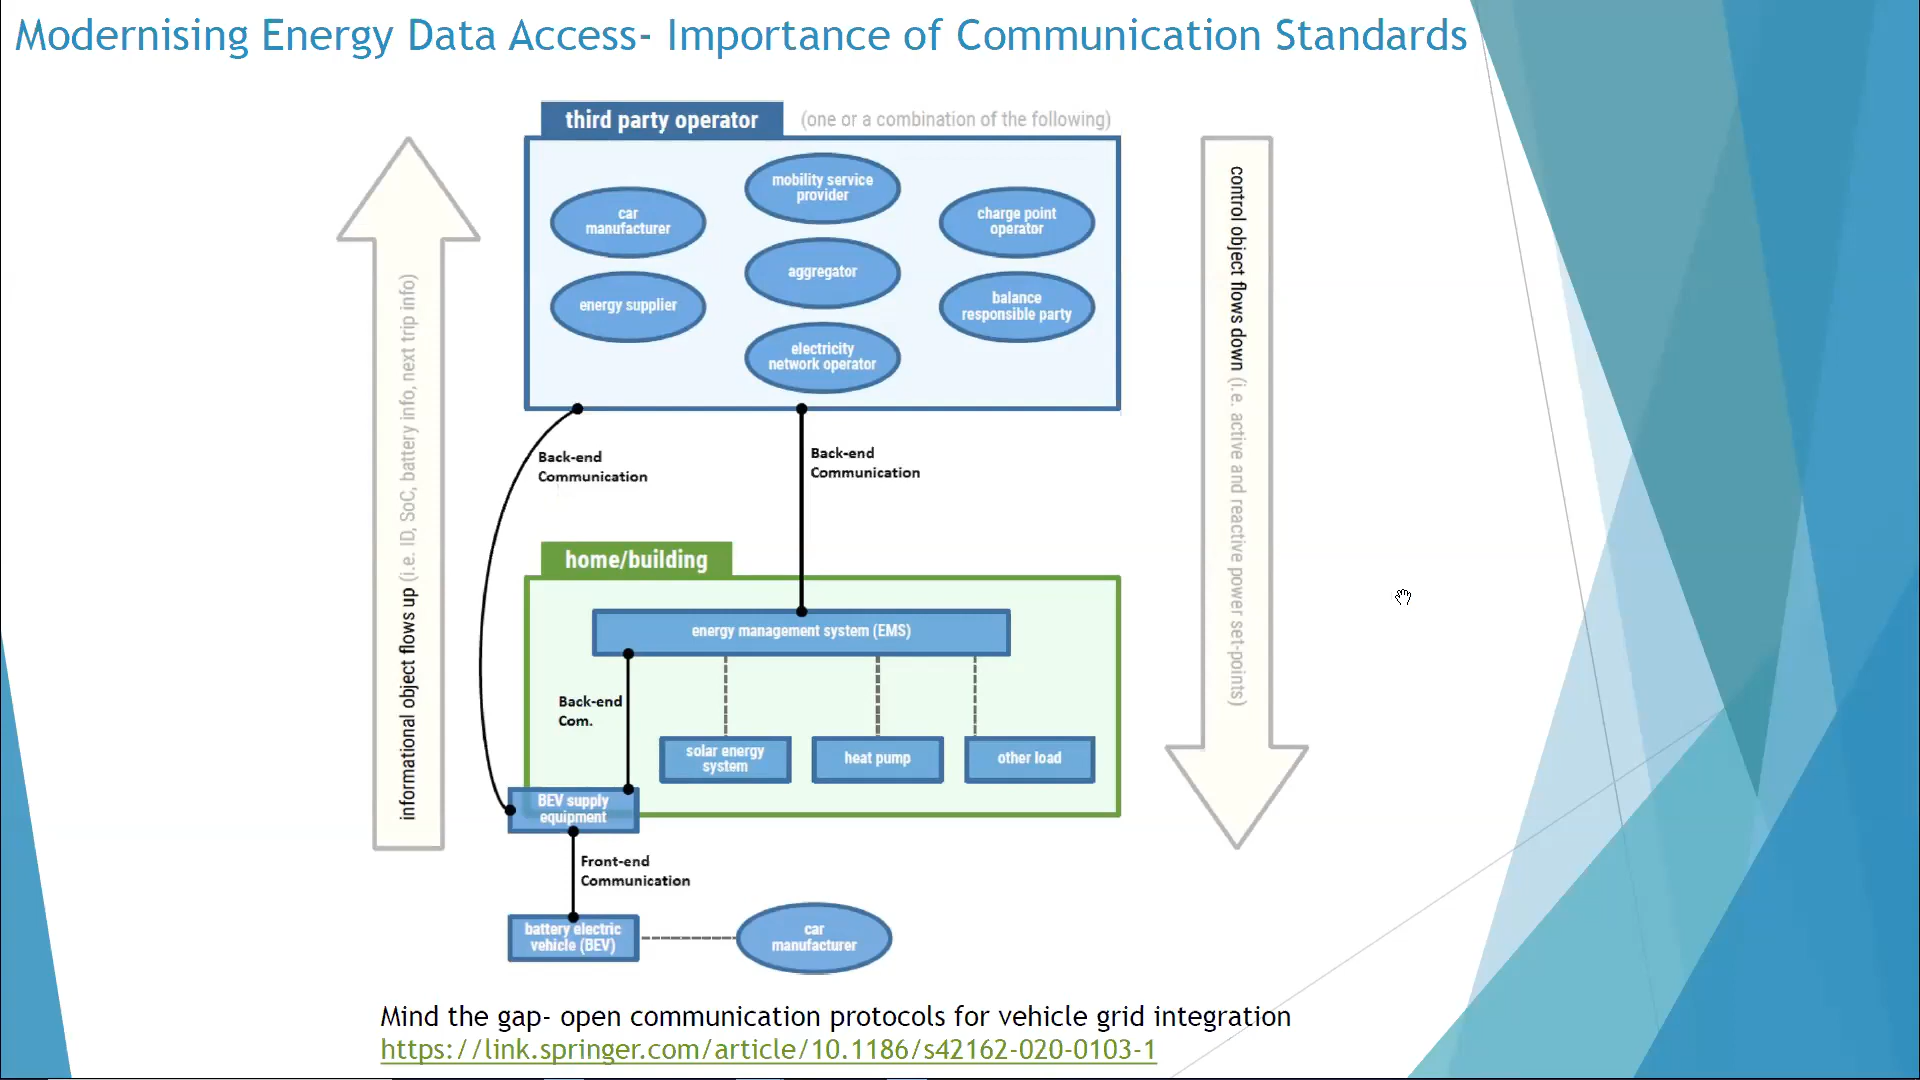 Modernising Energy Data Access- Importance of Communication Standards
third party operator
(one or a combination of the following)
mobility service
provider
car
manufacturer
charge point
operator
aggregator
energy supplier
balance
responsible party
electricity
network operator
informational object flows up (i.e. ID, SoC, battery info, next trip info)
control object flows down (i.e. active and reactive power set-points)
Back-end
Communication
Back-end
Communication
home/building
energy management system (EMS)
Back-end
Com.
solar energy
system
heat pump
other load
BEV supply
equipment
Front-end
Communication
battery electric
vehicle (BEV)
car
manufacturer
Mind the gap- open communication protocols for vehicle grid integration
https://link.springer.com/article/10.1186/s42162-020-0103-1